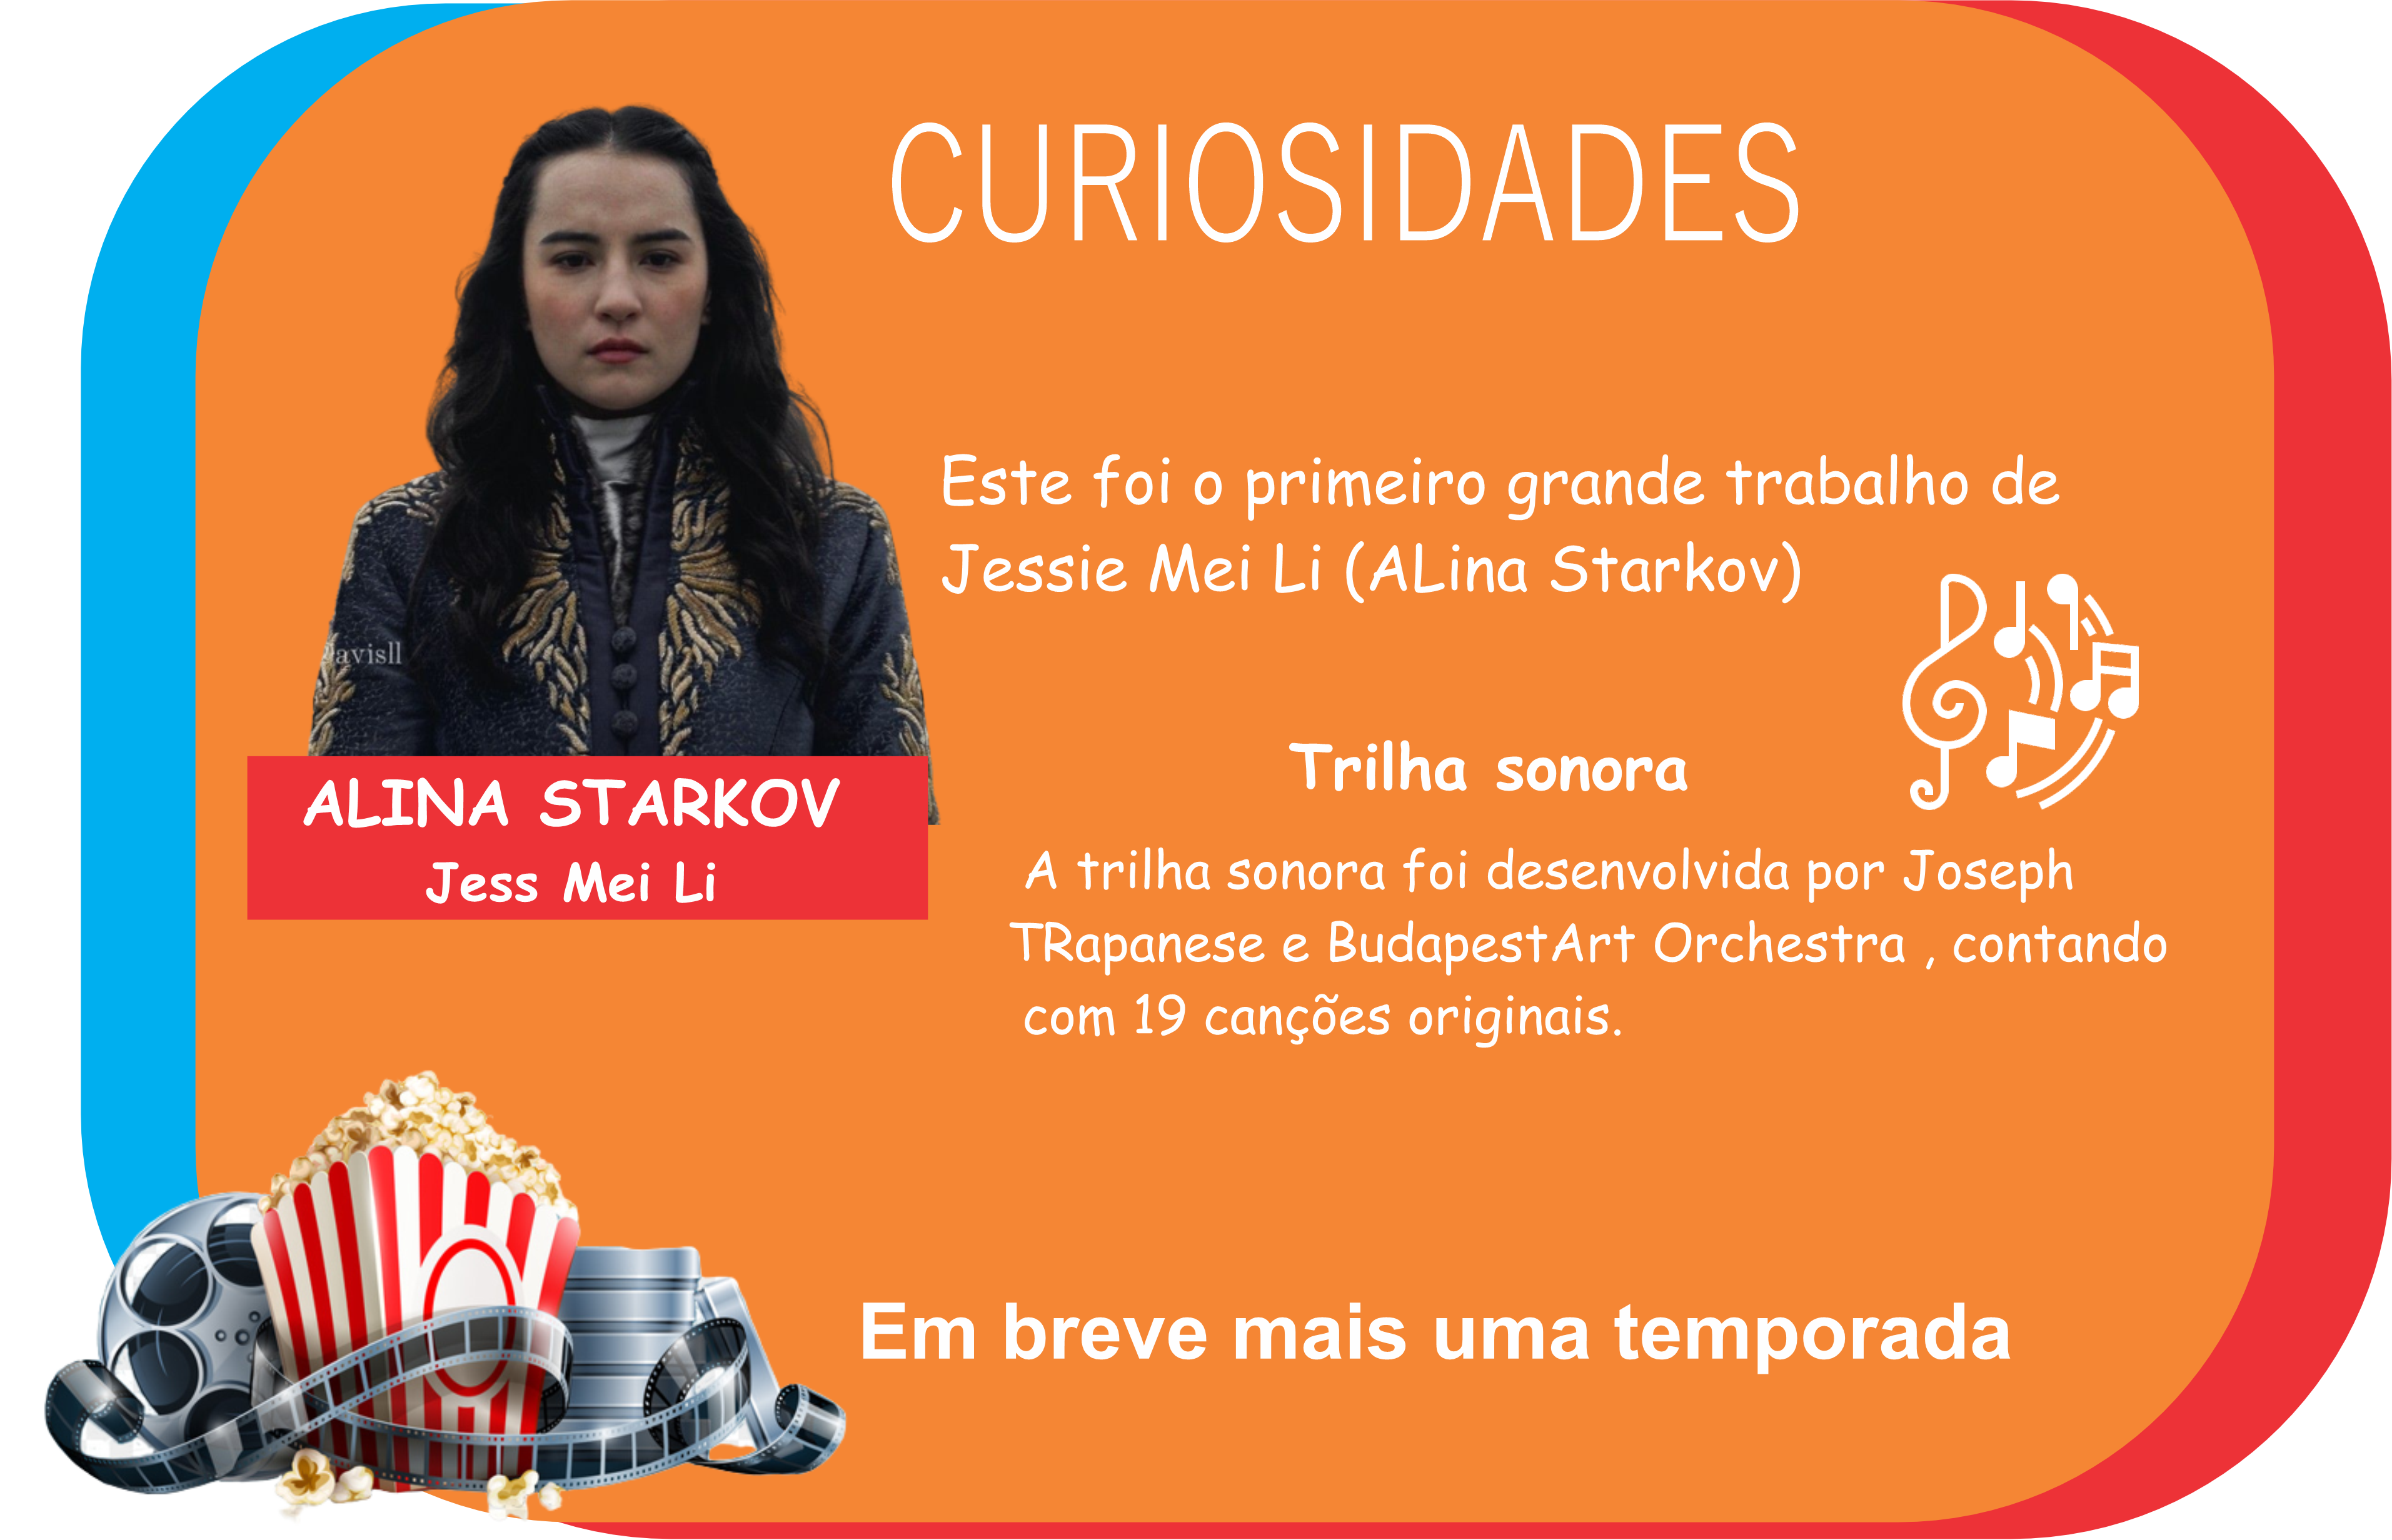 CURIOSIDADES
Este foi o primeiro grande trabalho de
Jessie Mei Li (ALina Starkov)
avisll
ALINA STARKOV
Jess Mei Li
Trilha sonora
A trilha sonora foi desenvolvida por Joseph
TRapanese e BudapestArt Orchestra , contando
com 19 canções originais.
Em breve mais uma temporada